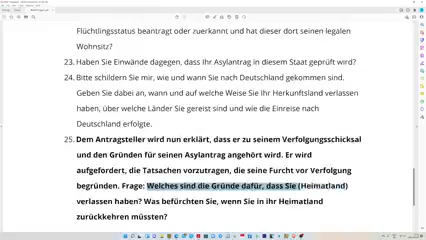 Flüchtlingsstatus beantragt oder zuerkannt und hat dieser dort seinen legalen
Wohnsitz?
23. Haben Sie Einwände dagegen, dass Ihr Asylantrag in diesem Staat geprüft wird?
24. Bitte schildern Sie mir, wie und wann Sie nach Deutschland gekommen sind.
Geben Sie dabei an, wann und auf welche Weise Sie Ihr Herkunftsland verlassen
haben, über welche Länder Sie gereist sind und wie die Einreise nach
Deutschland erfolgte.
25. Dem Antragsteller wird nun erklärt, dass er zu seinem Verfolgungsschicksal
und den Gründen für seinen Asylantrag angehört wird. Er wird
aufgefordert, die Tatsachen vorzutragen, die seine Furcht vor Verfolgung
begründen. Frage: Welches sind die Gründe dafür, dass Sie (Heimatland)
verlassen haben? Was befürchten Sie, wenn Sie in ihr Heimatland
zurückkehren müssten?